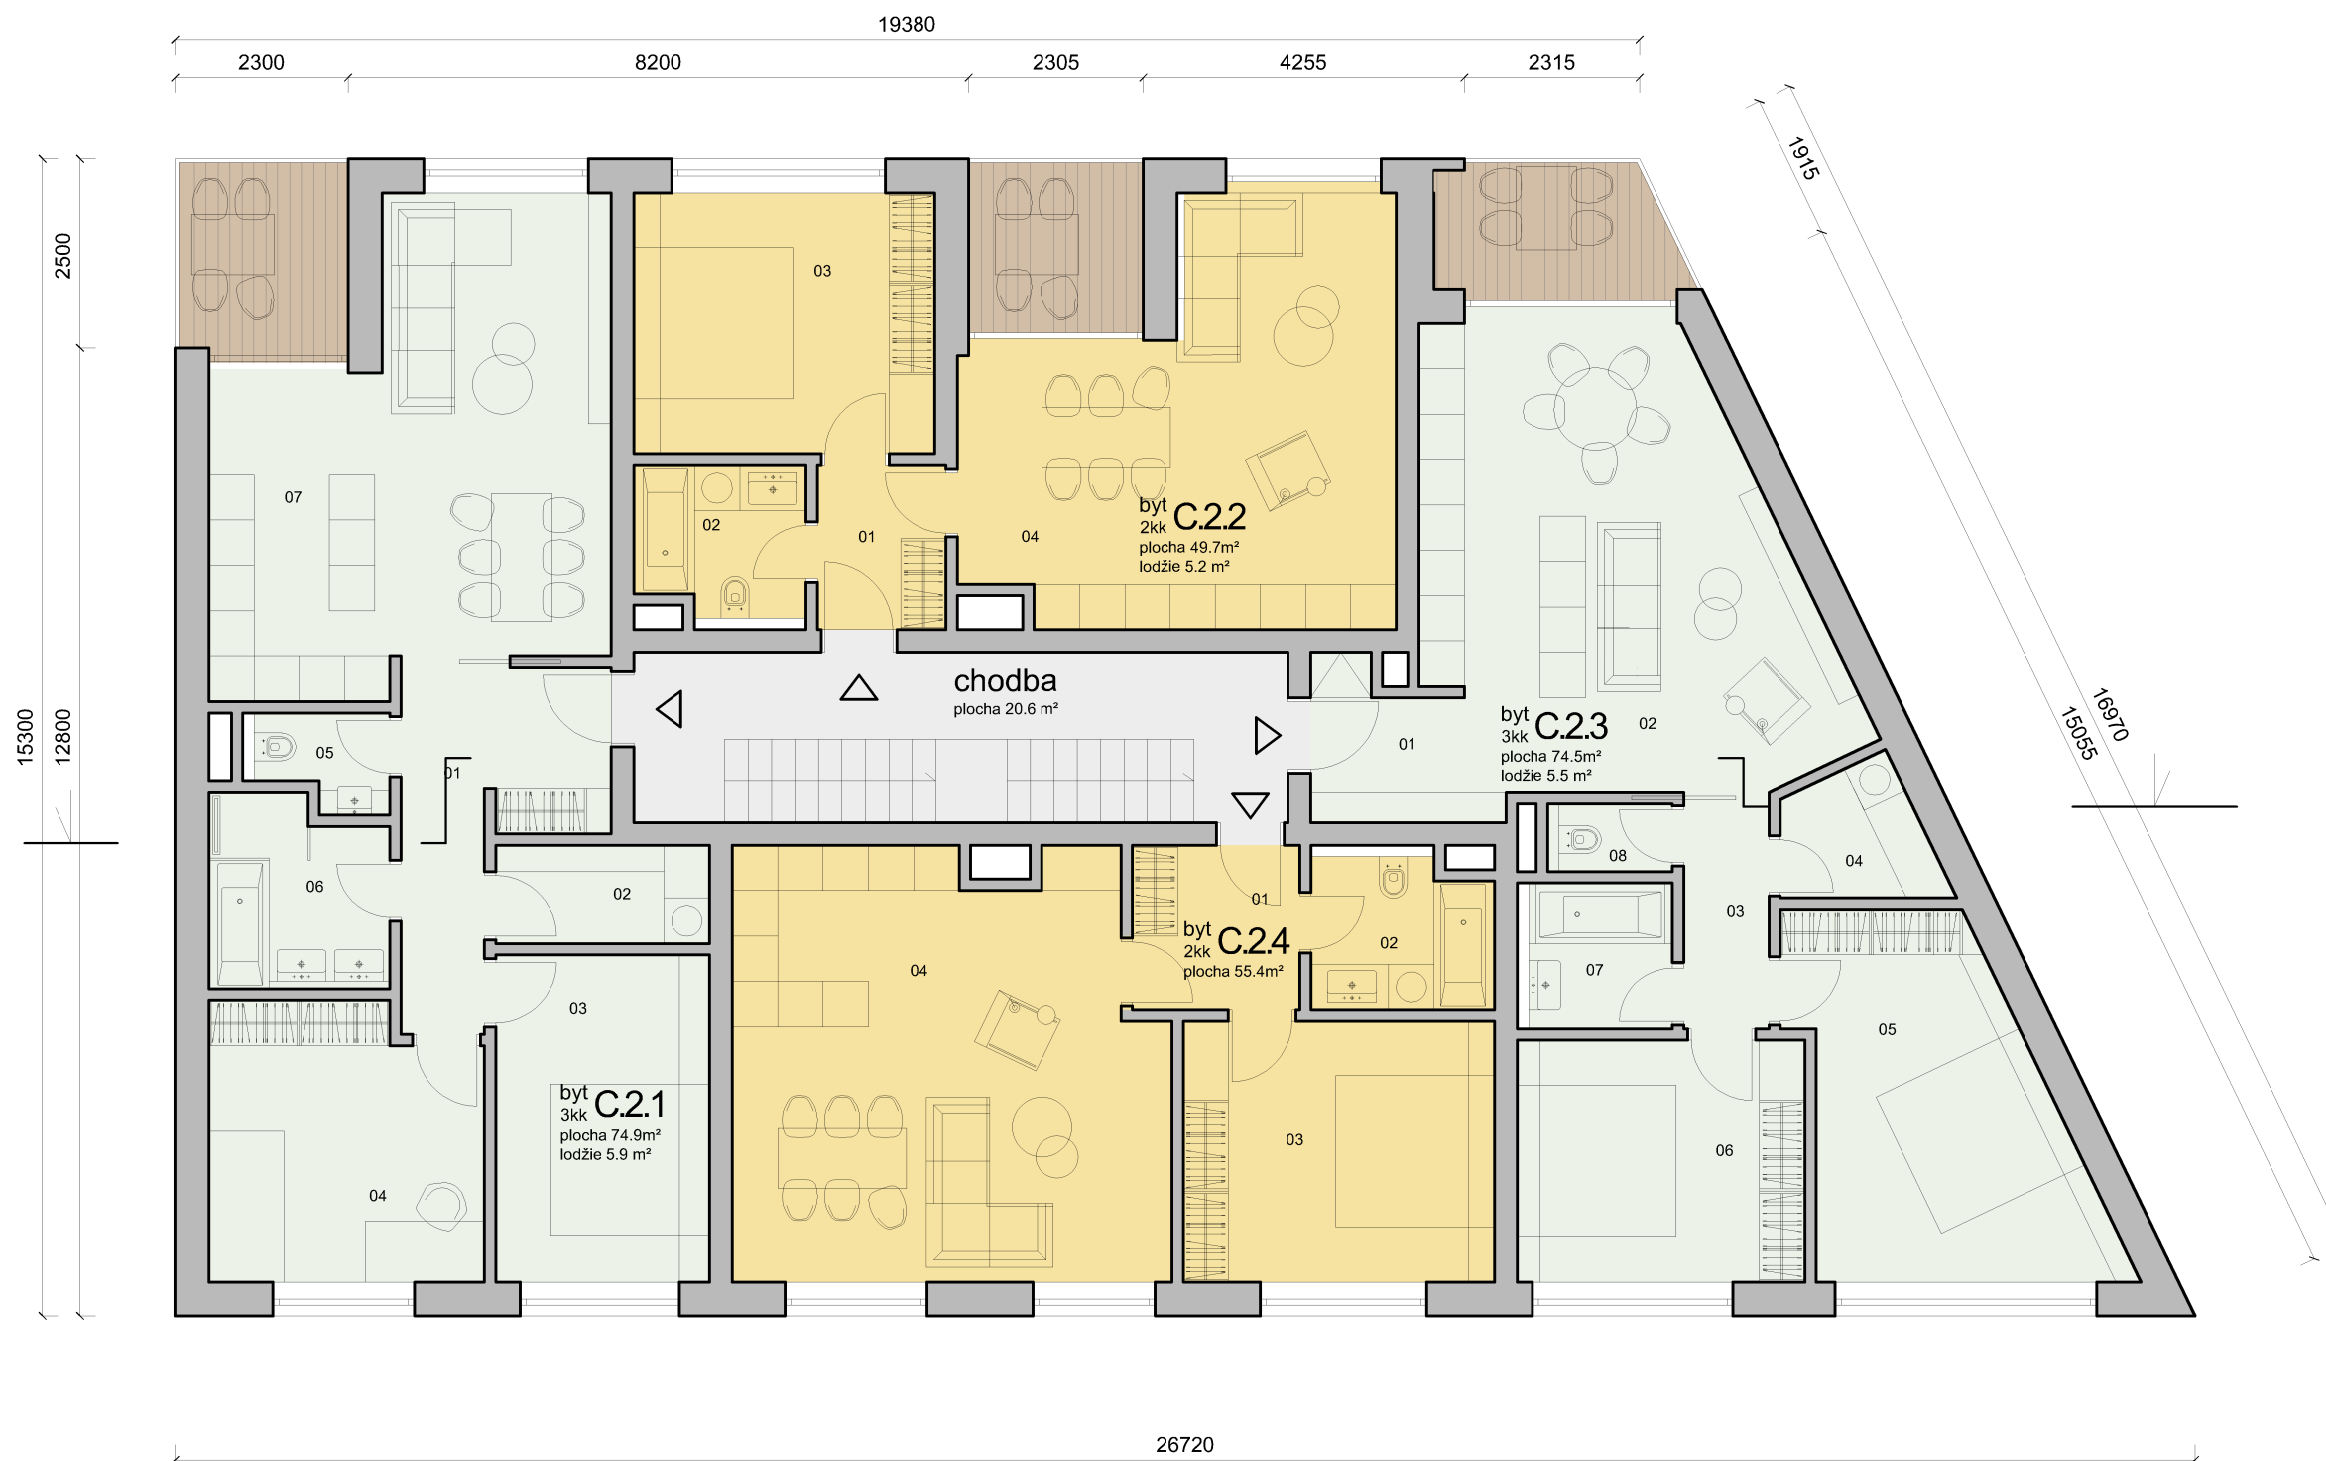 19380
2300 8200 2305 4255 2315
1915
2500
03
07
02
01
04
byt
2kk C.2.2
plocha 49.7m²
lodžie 5.2 m²
chodba
plocha 20.6 m²
15300
12800
16970
15055
05
01
01
byt
3kk C.2.3
plocha 74.5m²
lodžie 5.5 m²
02
06
02
01
02
08
04
03
byt
2kk C.2.4
plocha 55.4m²
04
07
03
05
byt
3kk C.2.1
plocha 74.9m²
lodžie 5.9 m²
04
03
06
26720